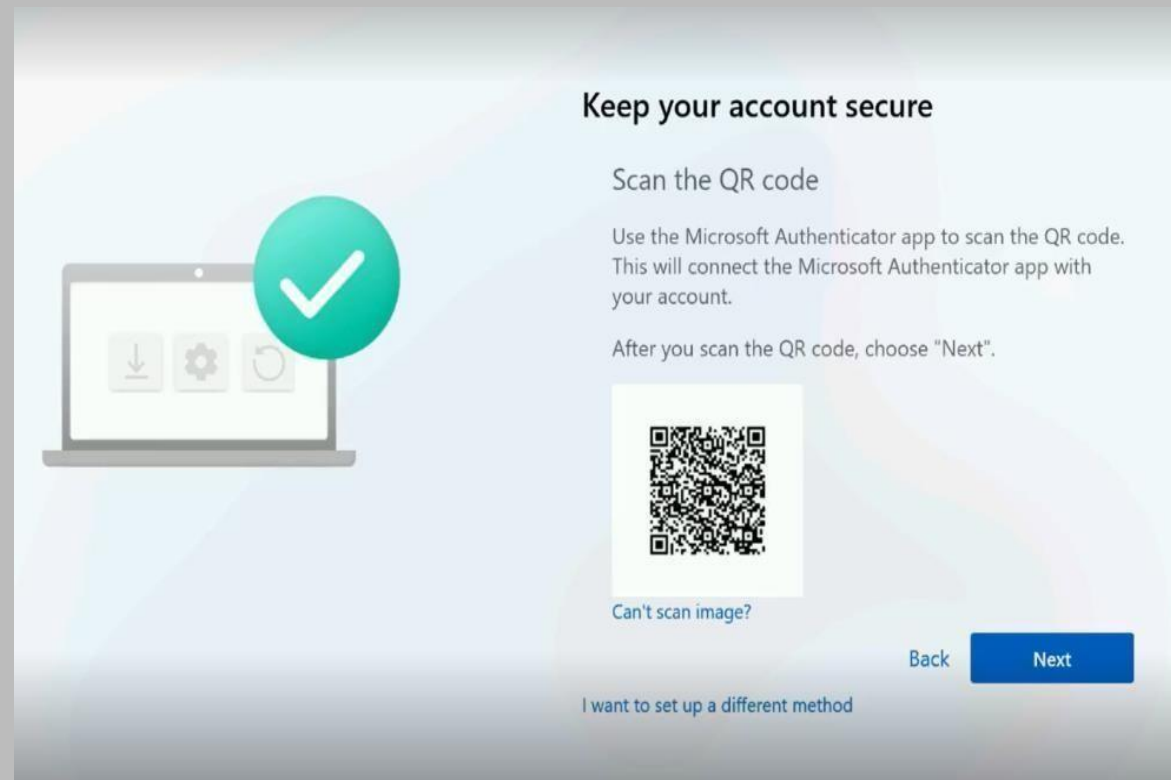 Keep your account secure
Scan the QR code
Use the Microsoft Authenticator app to scan the QR code.
This will connect the Microsoft Authenticator app with
your account.
After you scan the QR code, choose "Next".
Can't scan image?
Back
Next
I want to set up a different method